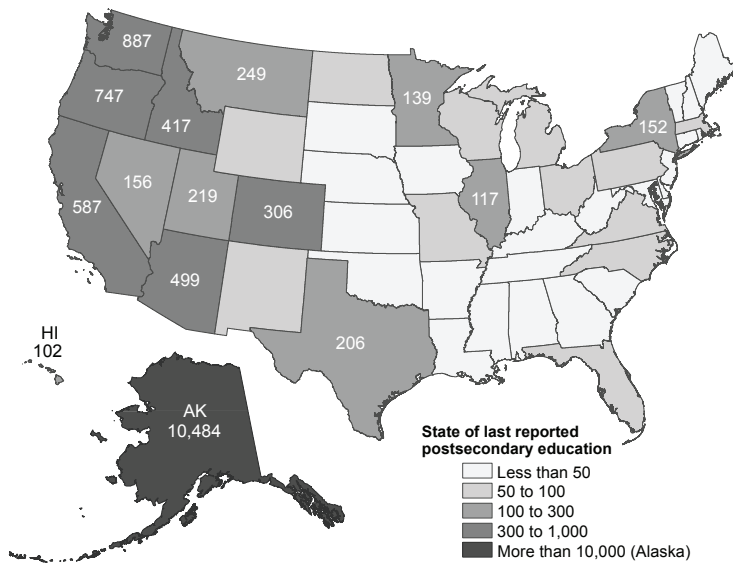 887
249
139
747
417
152
156
219
117
587
306
499
206
HI
102
AK
10,484
State of last reported
postsecondary education
Less than 50
50 to 100
100 to 300
300 to 1,000
More than 10,000 (Alaska)